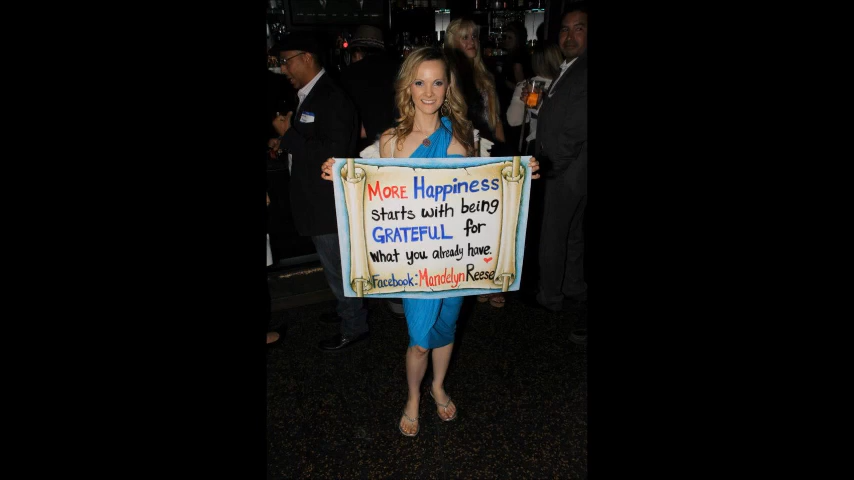 MORE HAPPINESS
starts with being
GRATEFUL for
what you already have.
Facebook: Mandelyn Reese